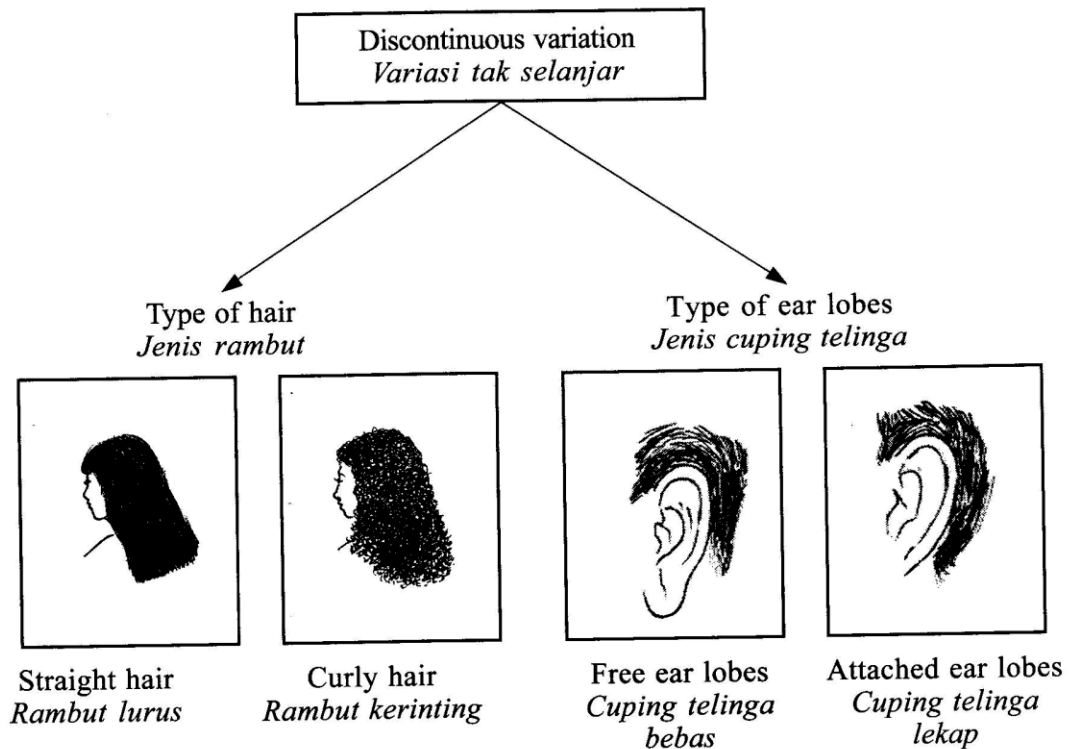 Discontinuous variation
Variasi tak selanjar
Type of hair
Jenis rambut
Type of ear lobes
Jenis cuping telinga
Straight hair
Rambut lurus
Curly hair
Rambut kerinting
Free ear lobes
Cuping telinga
bebas
Attached ear lobes
Cuping telinga
lekap